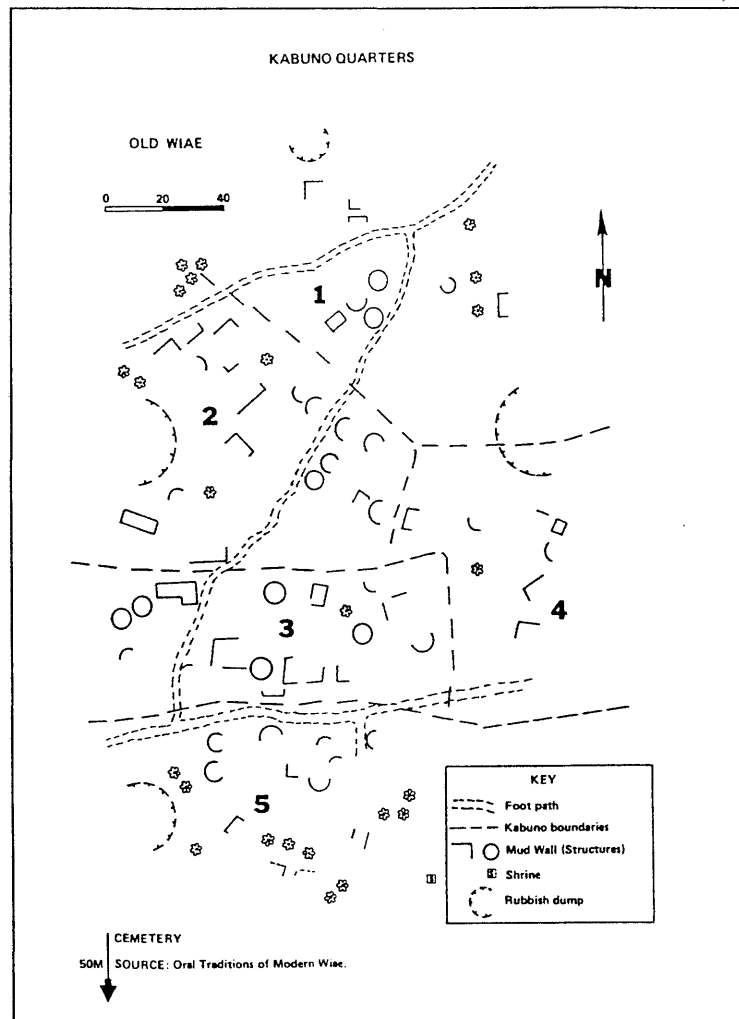 KABUNO QUARTERS
OLD WIAE
0 20 40
N
1
2
3
4
5
KEY
Foot path
Kabuno boundaries
Mud Wall (Structures)
Shrine
Rubbish dump
CEMETERY
50M SOURCE: Oral Traditions of Modern Wiae.